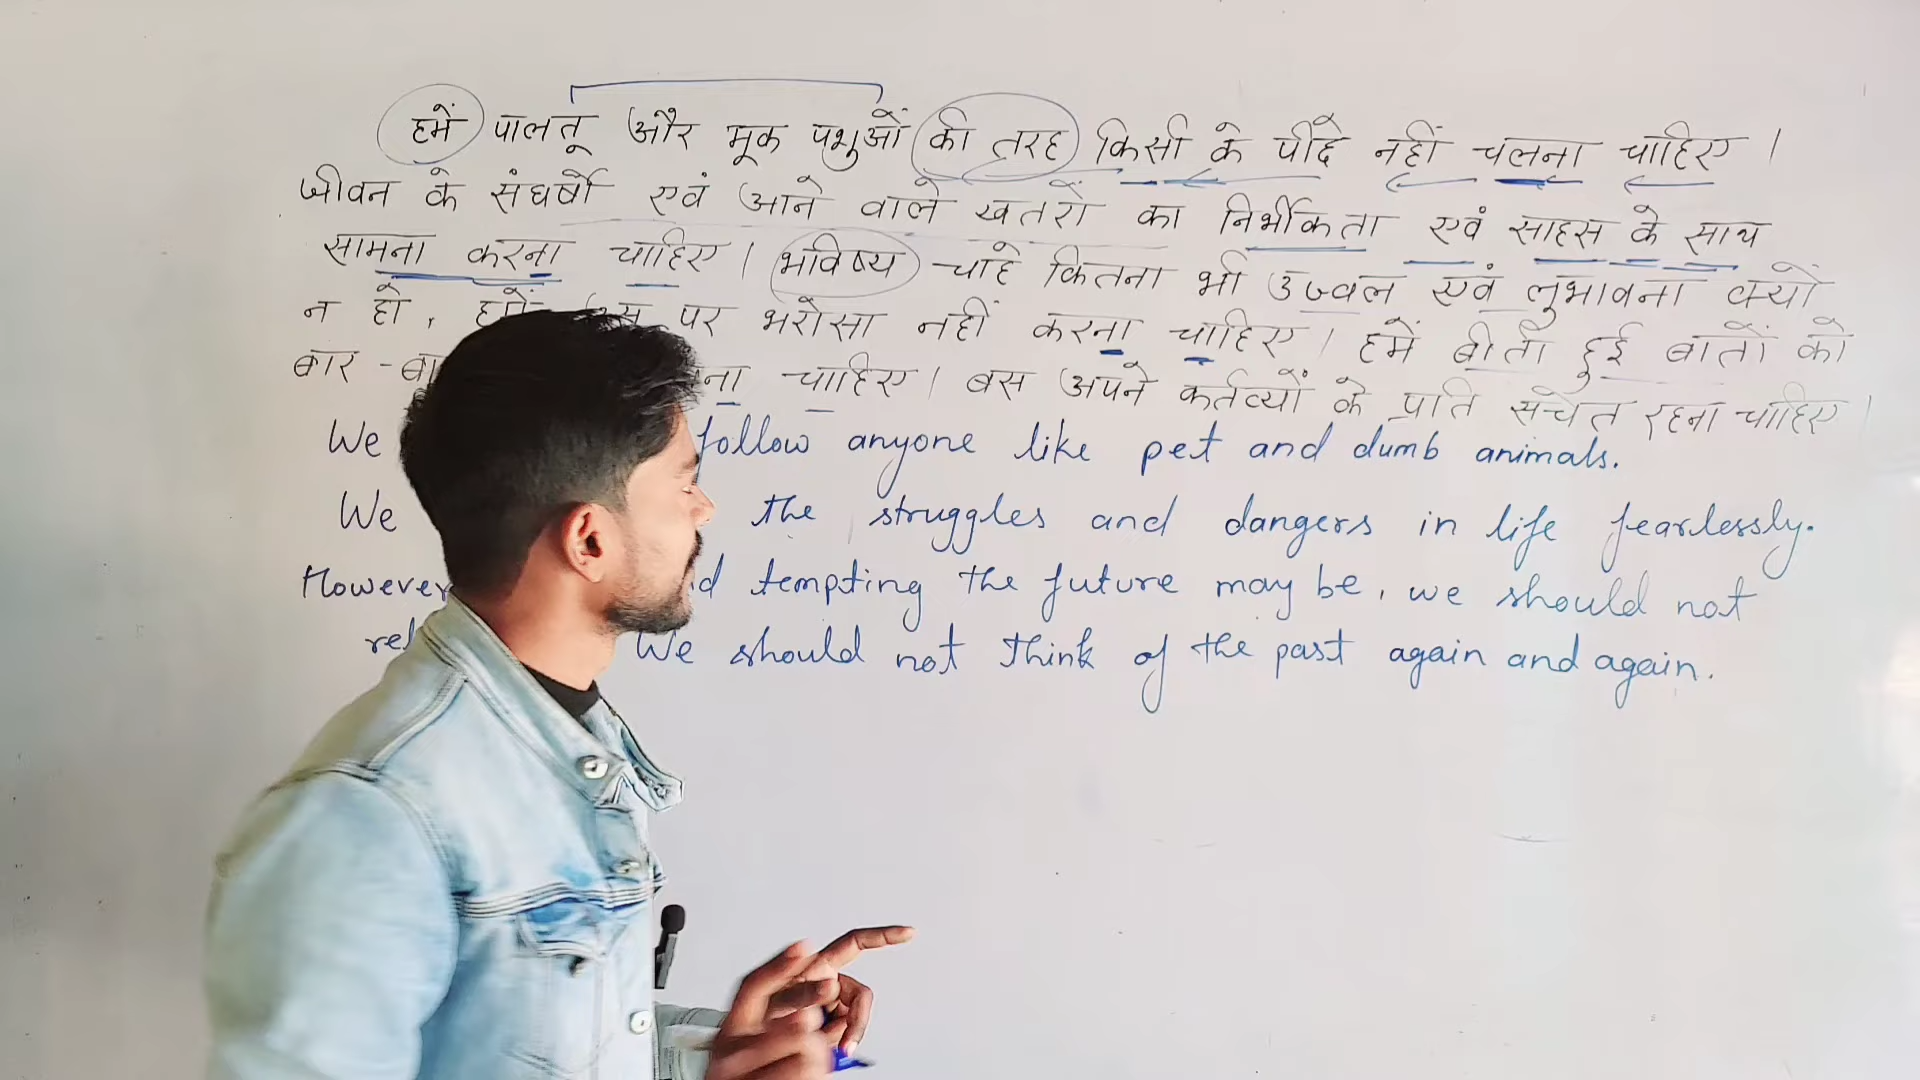 हमें पालतू और मूक पशुओं की तरह किसी के पीछे नहीं चलना चाहिए।
जीवन के संघर्षों एवं आने वाले खतरों का निर्भीकता एवं साहस के साथ
सामना करना चाहिए। भविष्य चाहे कितना भी उज्वल एवं लुभावना क्यों
न हो, पर भरोसा नहीं करना चाहिए। हमें बीती हुई बातों को
बार - ना चाहिए। बस अपने कर्तव्यों के प्रति सचेत रहना चाहिए।
We follow anyone like pet and dumb animals.
We the struggles and dangers in life fearlessly.
However d tempting the future may be, we should not
rel We should not think of the past again and again.